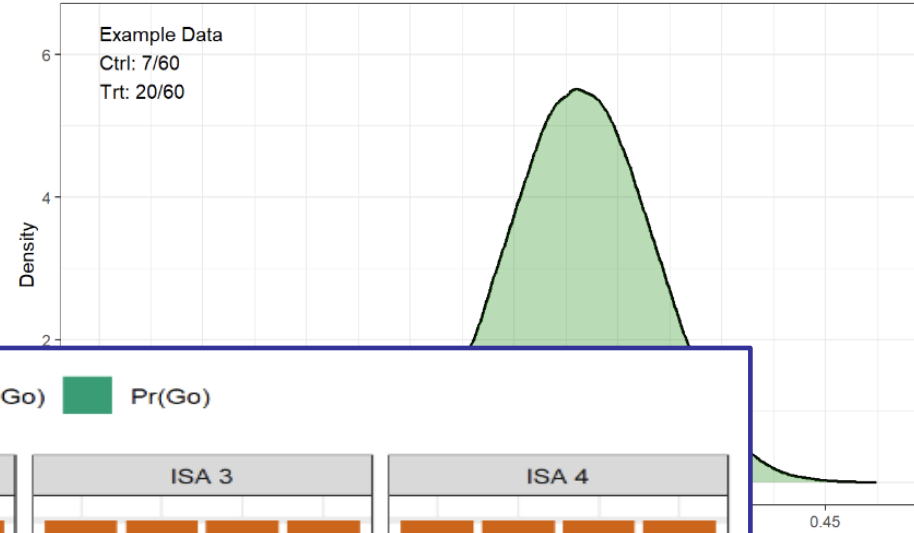 Example Data
Ctrl: 7/60
Trt: 20/60
6
4
2
Density
0.45
Go)
Pr(Go)
ISA 3
ISA 4